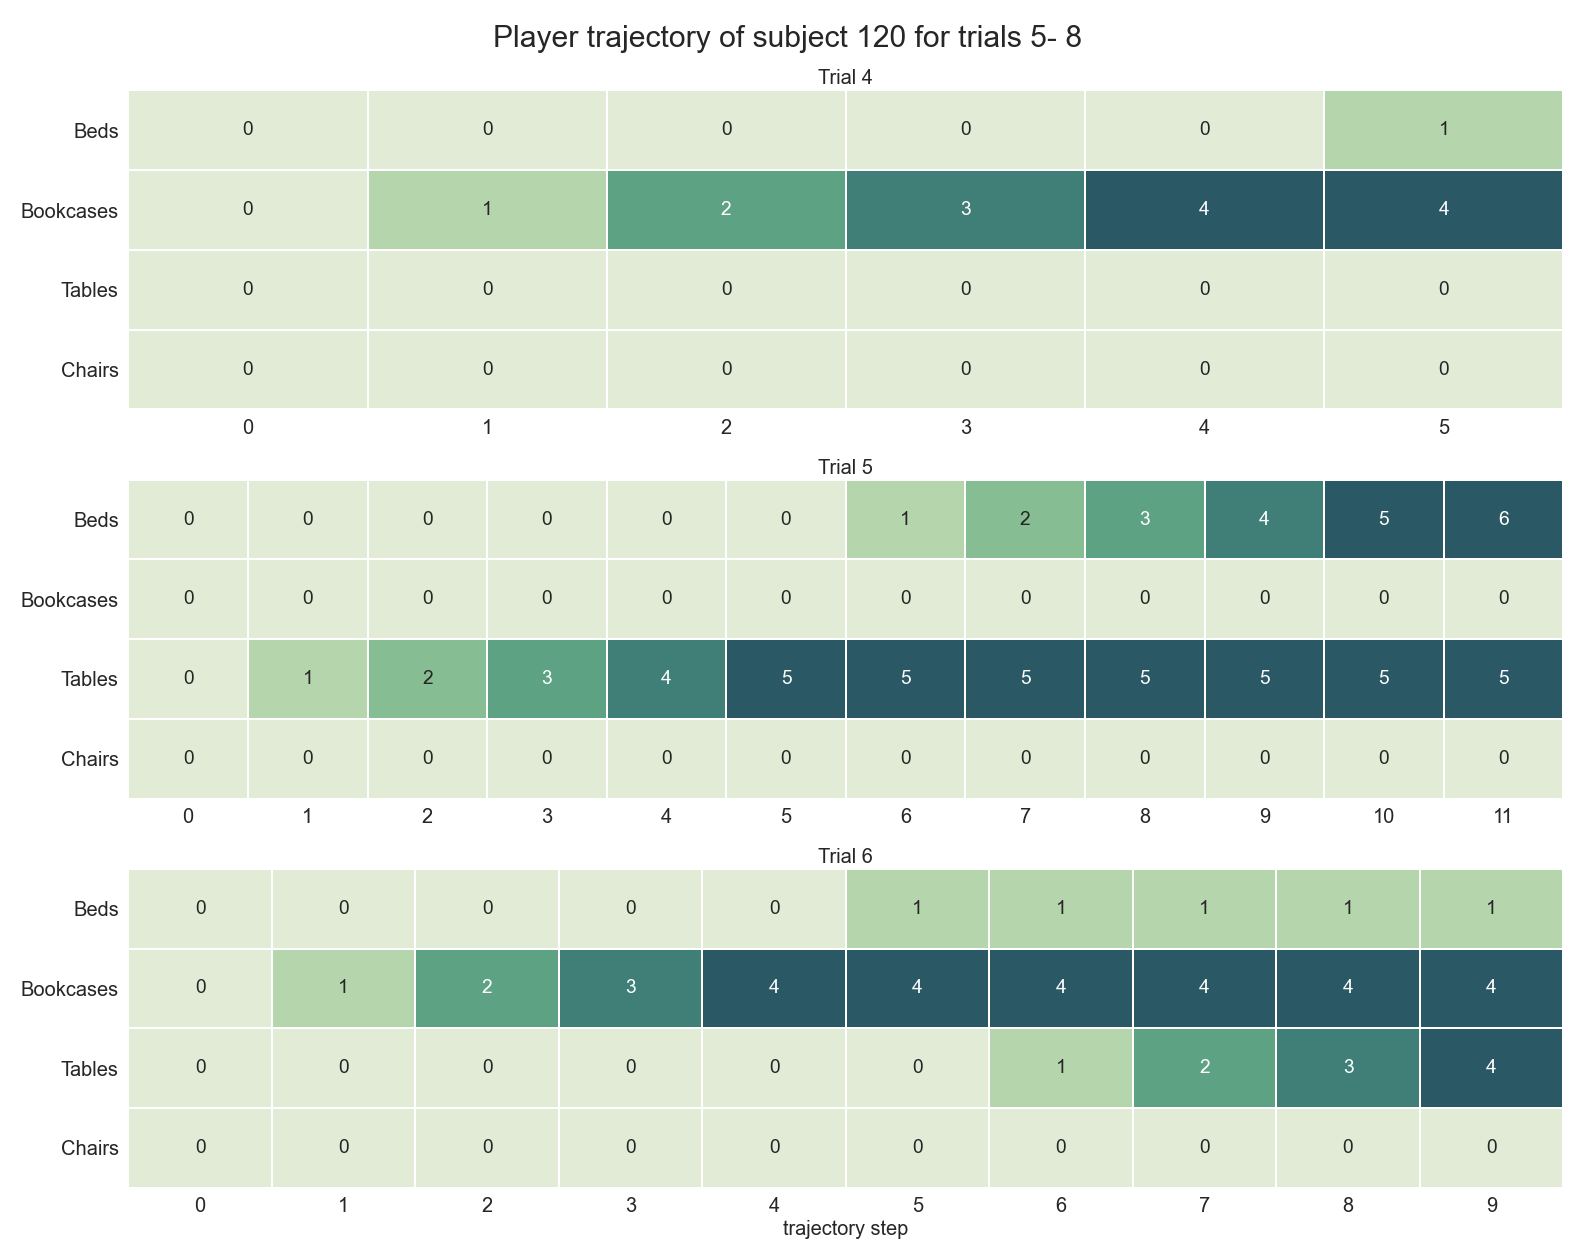 Player trajectory of subject 120 for trials 5- 8
Trial 4
Beds 0 0 0 0 0 1
Bookcases 0 1 2 3 4 4
Tables 0 0 0 0 0 0
Chairs 0 0 0 0 0 0
0 1 2 3 4 5
Trial 5
Beds 0 0 0 0 0 0 1 2 3 4 5 6
Bookcases 0 0 0 0 0 0 0 0 0 0 0 0
Tables 0 1 2 3 4 5 5 5 5 5 5 5
Chairs 0 0 0 0 0 0 0 0 0 0 0 0
0 1 2 3 4 5 6 7 8 9 10 11
Trial 6
Beds 0 0 0 0 0 1 1 1 1 1
Bookcases 0 1 2 3 4 4 4 4 4 4
Tables 0 0 0 0 0 0 1 2 3 4
Chairs 0 0 0 0 0 0 0 0 0 0
0 1 2 3 4 5 6 7 8 9
trajectory step